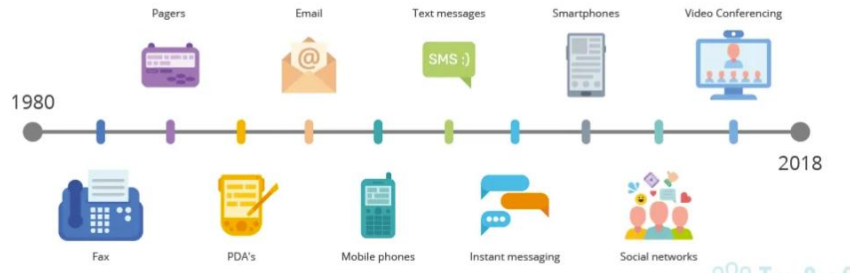 Pagers
Email
Text messages
Smartphones
Video Conferencing
@
SMS :)
1980
2018
Fax
PDA's
Mobile phones
Instant messaging
Social networks